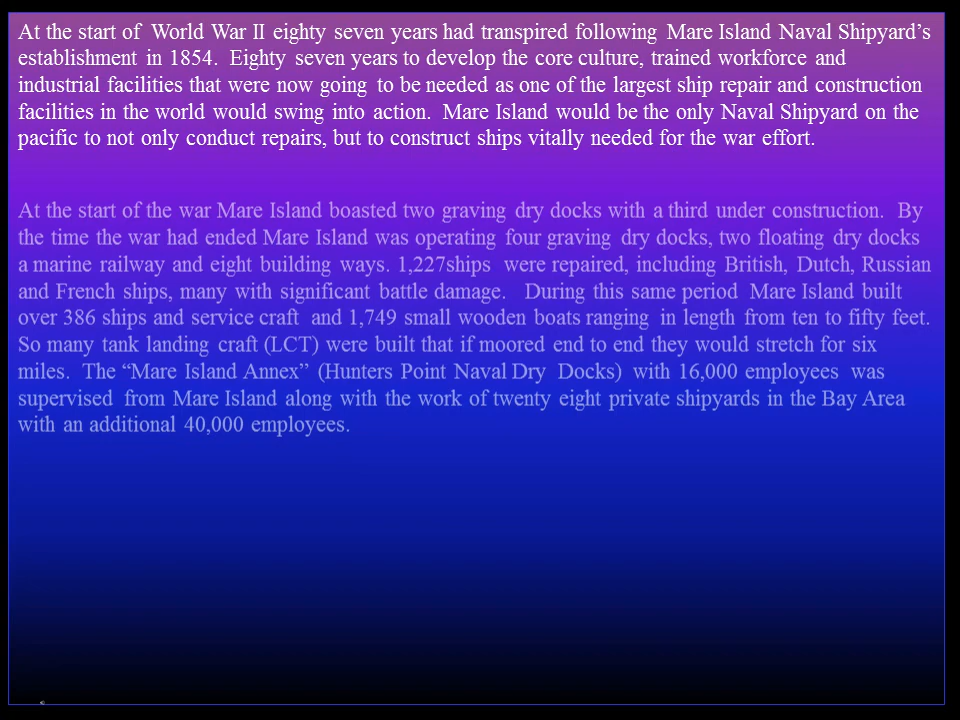 At the start of World War II eighty seven years had transpired following Mare Island Naval Shipyard’s
establishment in 1854. Eighty seven years to develop the core culture, trained workforce and
industrial facilities that were now going to be needed as one of the largest ship repair and construction
facilities in the world would swing into action. Mare Island would be the only Naval Shipyard on the
pacific to not only conduct repairs, but to construct ships vitally needed for the war effort.
At the start of the war Mare Island boasted two graving dry docks with a third under construction. By
the time the war had ended Mare Island was operating four graving dry docks, two floating dry docks
a marine railway and eight building ways. 1,227ships were repaired, including British, Dutch, Russian
and French ships, many with significant battle damage. During this same period Mare Island built
over 386 ships and service craft and 1,749 small wooden boats ranging in length from ten to fifty feet.
So many tank landing craft (LCT) were built that if moored end to end they would stretch for six
miles. The “Mare Island Annex” (Hunters Point Naval Dry Docks) with 16,000 employees was
supervised from Mare Island along with the work of twenty eight private shipyards in the Bay Area
with an additional 40,000 employees.